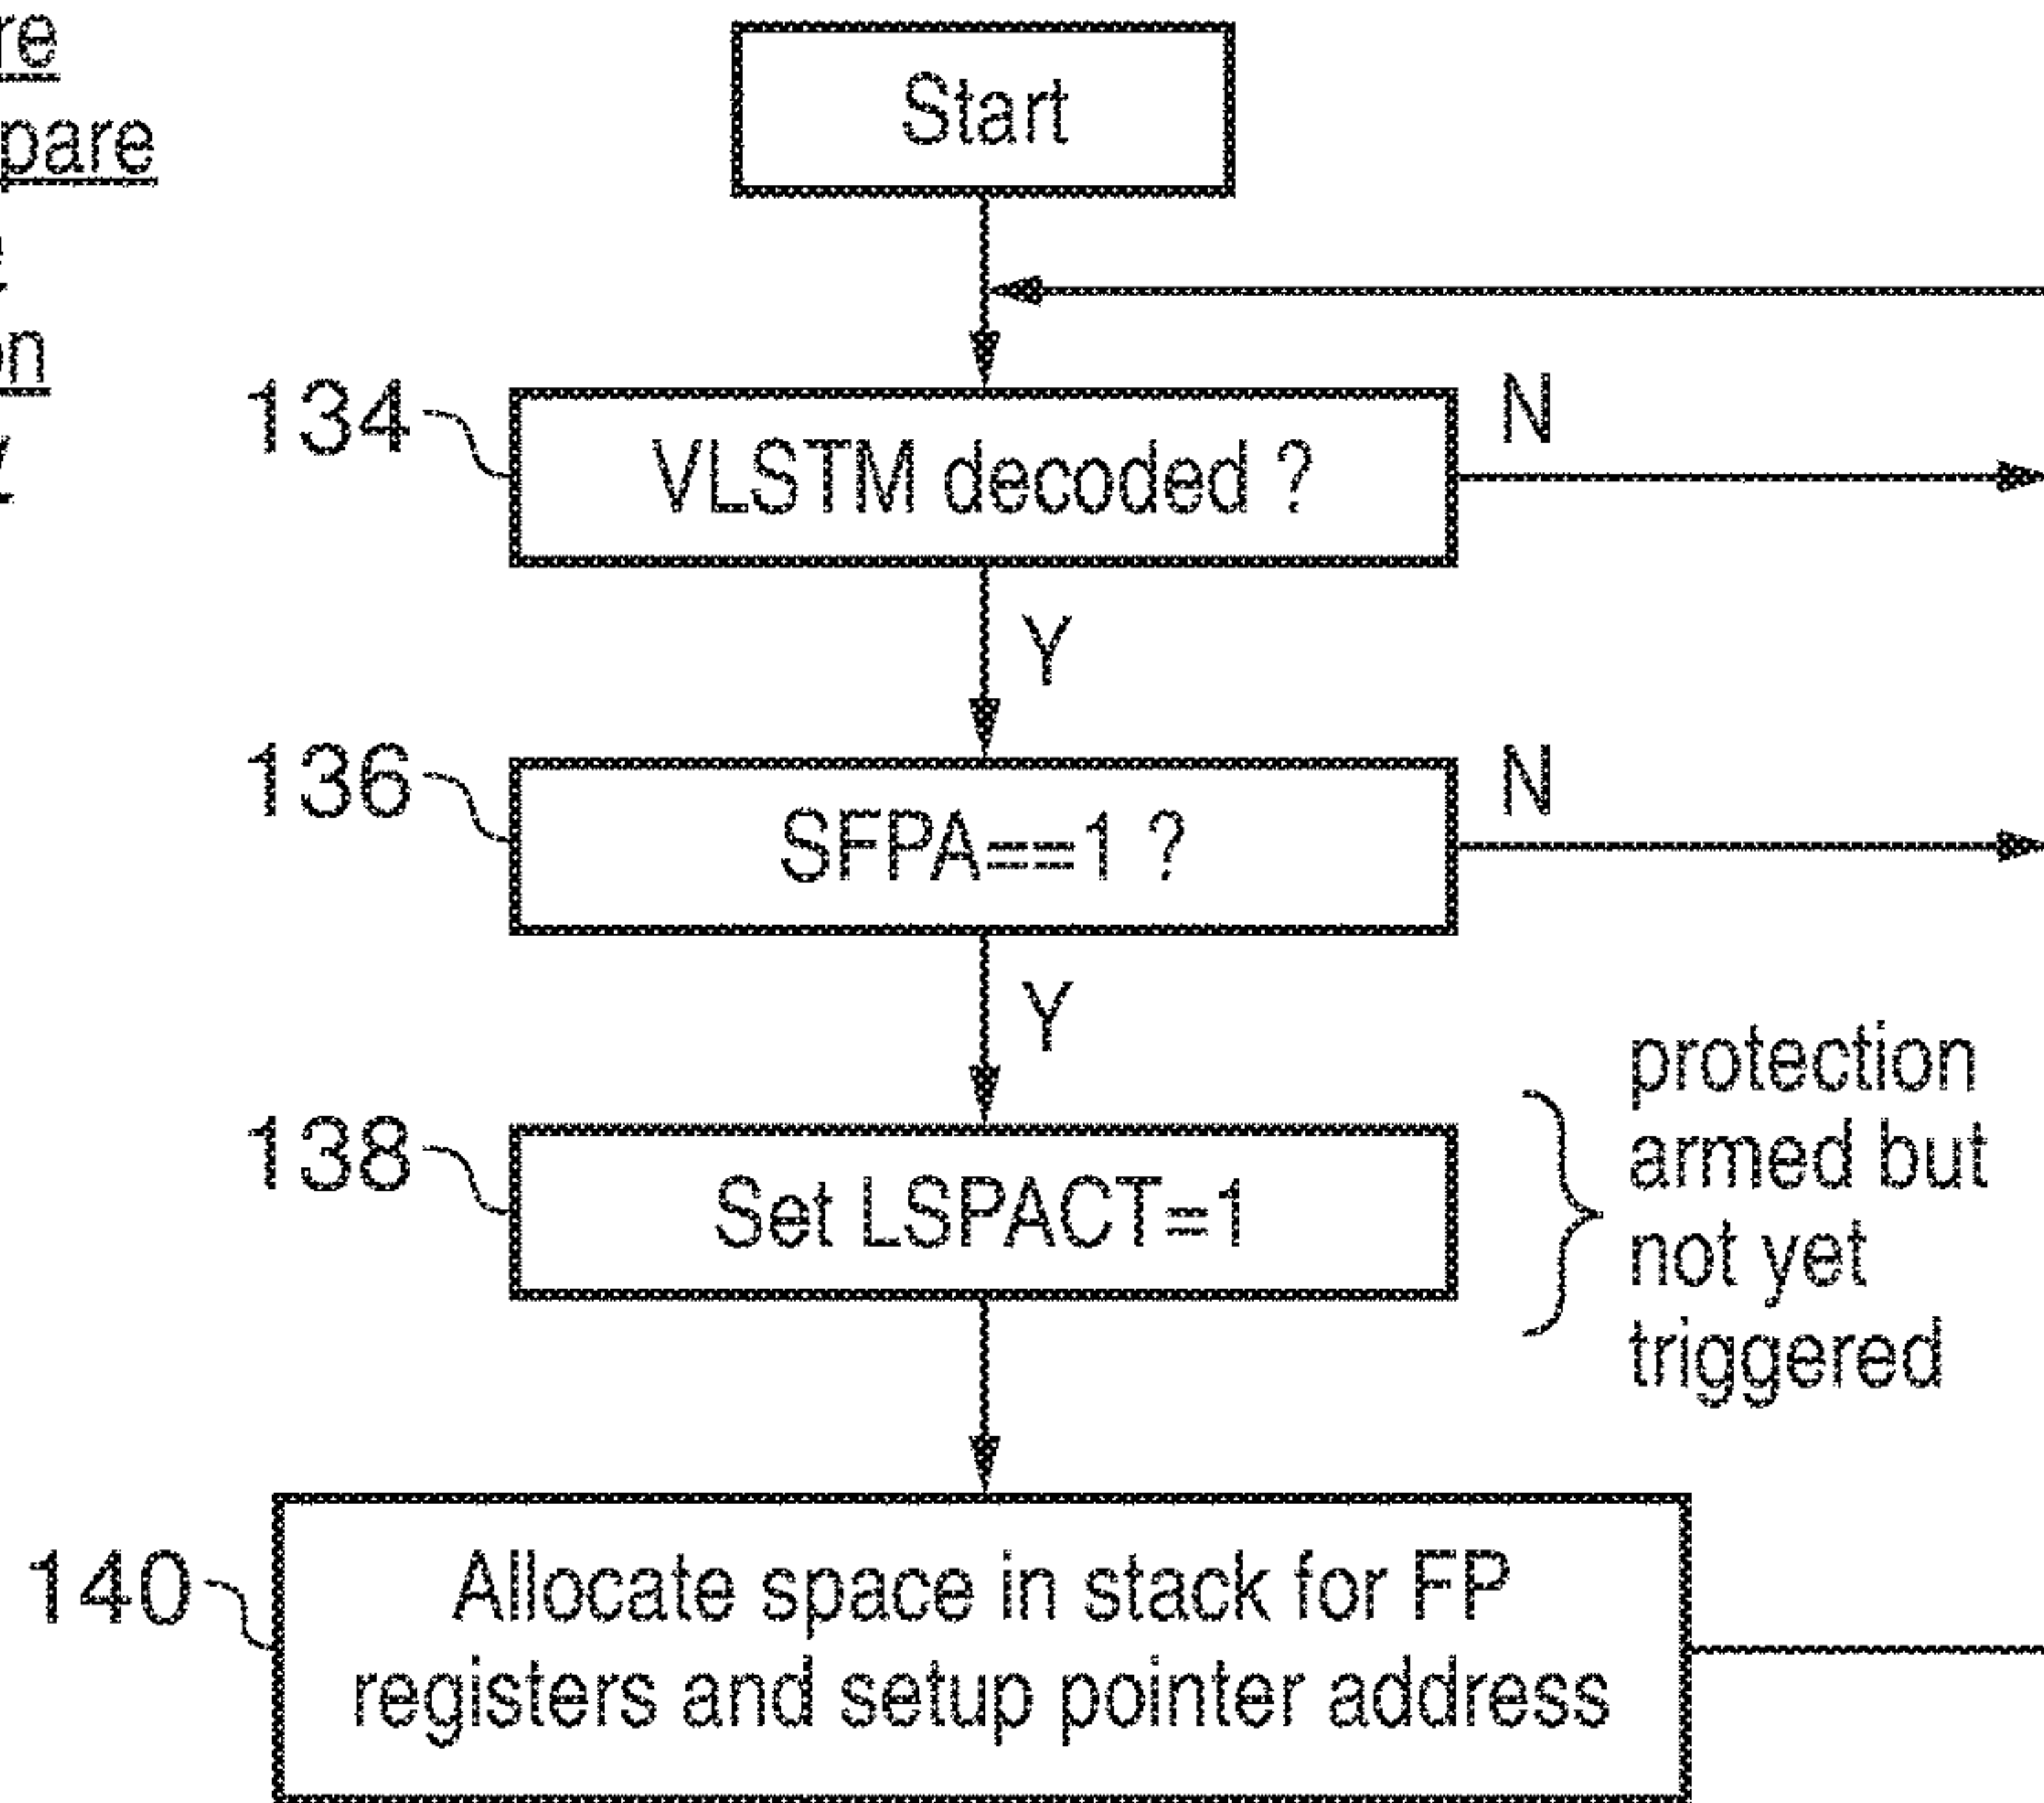 Start
134
VLSTM decoded ?
N
Y
136
SFPA==1 ?
N
Y
138
Set LSPACT=1
protection
armed but
not yet
triggered
140
Allocate space in stack for FP
registers and setup pointer address